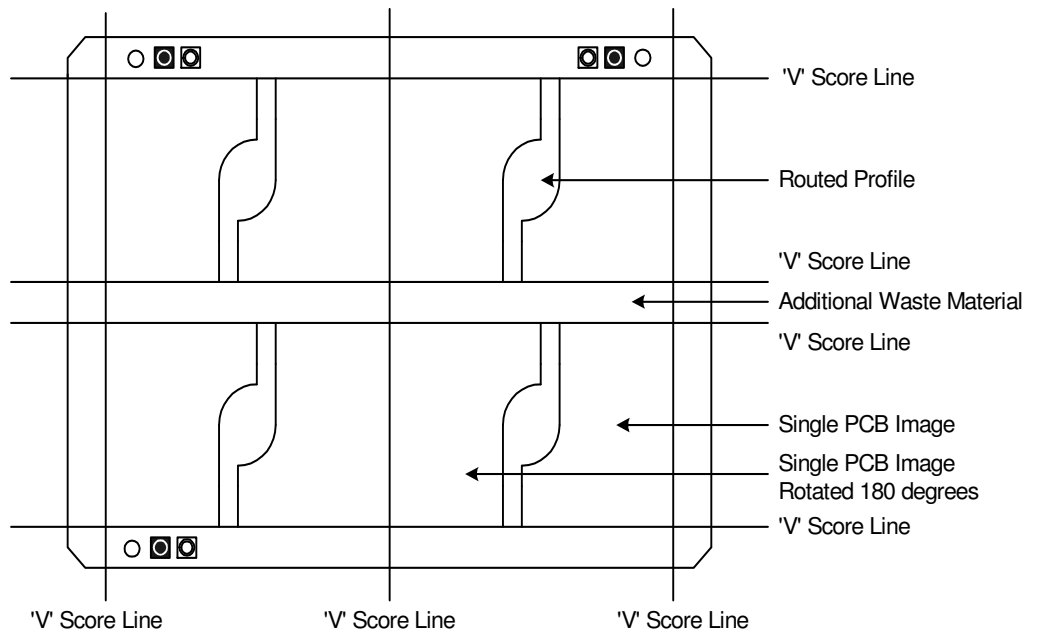 'V' Score Line
Routed Profile
'V' Score Line
Additional Waste Material
'V' Score Line
Single PCB Image
Single PCB Image
Rotated 180 degrees
'V' Score Line
'V' Score Line
'V' Score Line
'V' Score Line